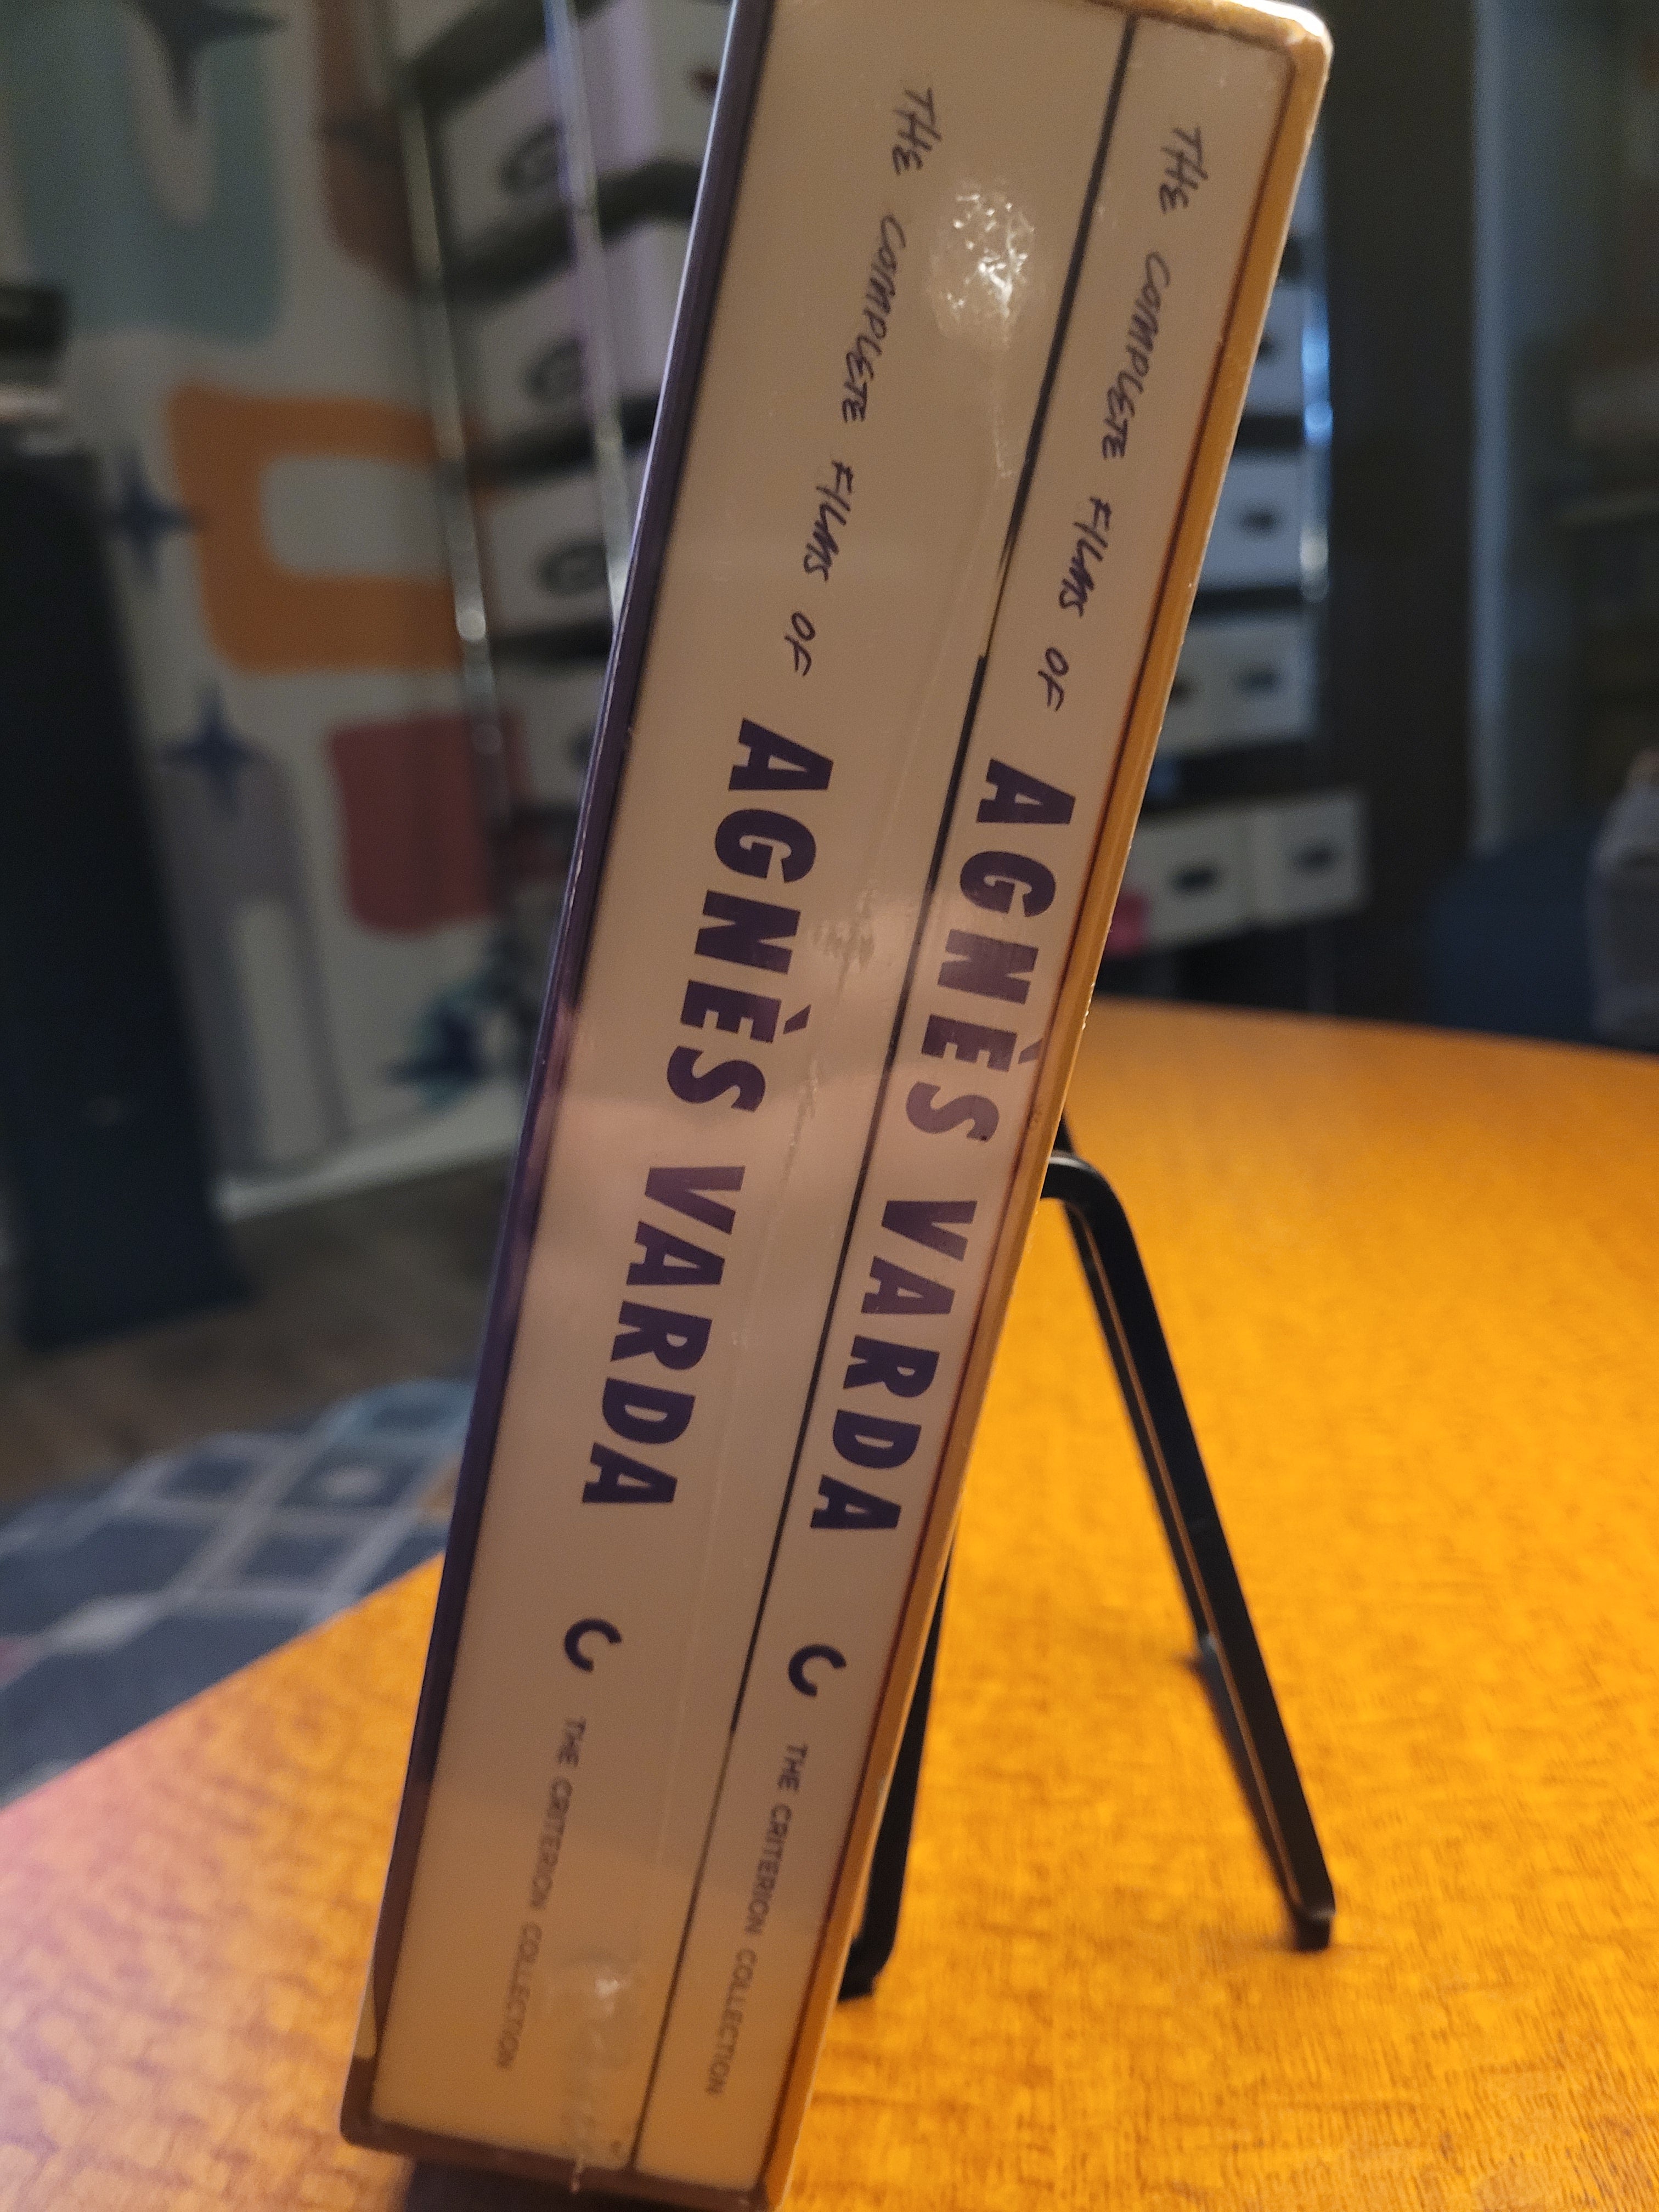 THE COMPLETE FILMS OF AGNÈS VARDA C THE CRITERION COLLECTION
THE COMPLETE FILMS OF AGNÈS VARDA C THE CRITERION COLLECTION